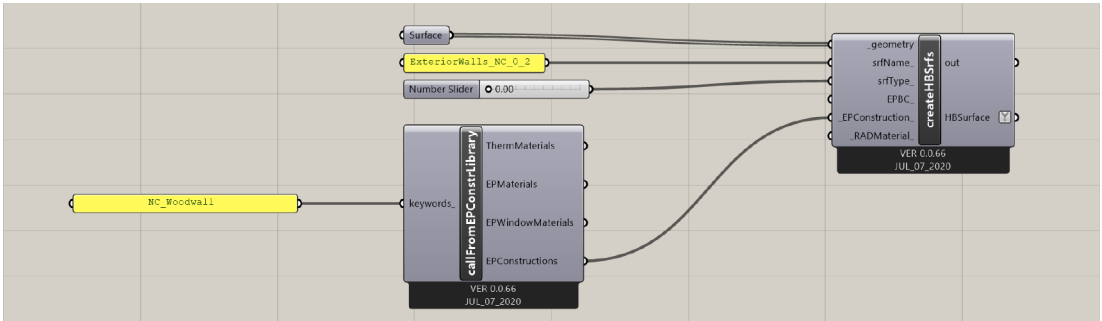 Surface
ExteriorWalls_NC_0_2
Number Slider 0.00
_geometry
srfName_
srfType_
EPBC_
_EPConstruction_
_RADMaterial_
createHBSrfs
out
HBSurface
VER 0.0.66
JUL_07_2020
NC_Woodwall
keywords_
callFromEPConstrLibrary
ThermMaterials
EPMaterials
EPWindowMaterials
EPConstructions
VER 0.0.66
JUL_07_2020